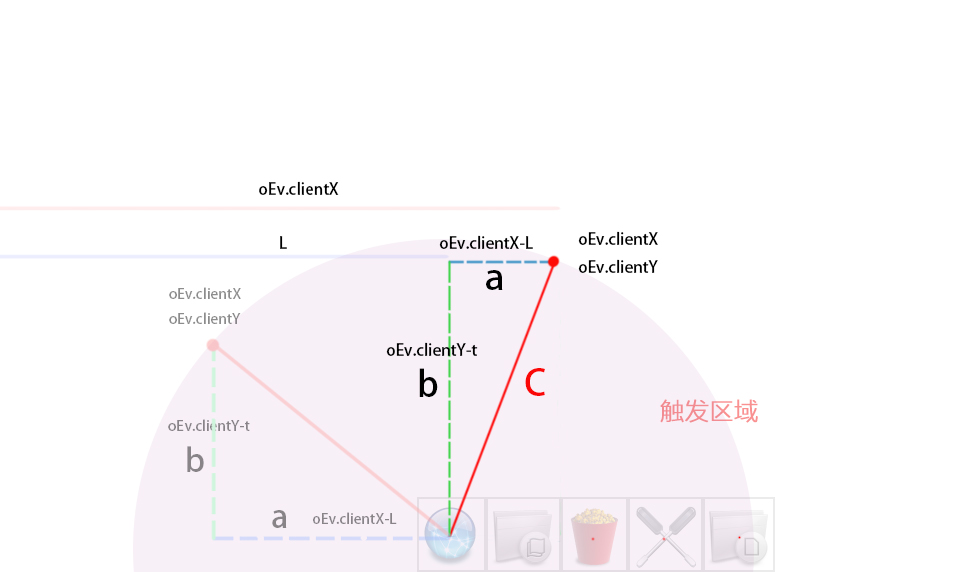 oEv.clientX
L
oEv.clientX-L
oEv.clientX
oEv.clientY
a
oEv.clientX
oEv.clientY
oEv.clientY-t
b
C
触发区域
oEv.clientY-t
b
a
oEv.clientX-L